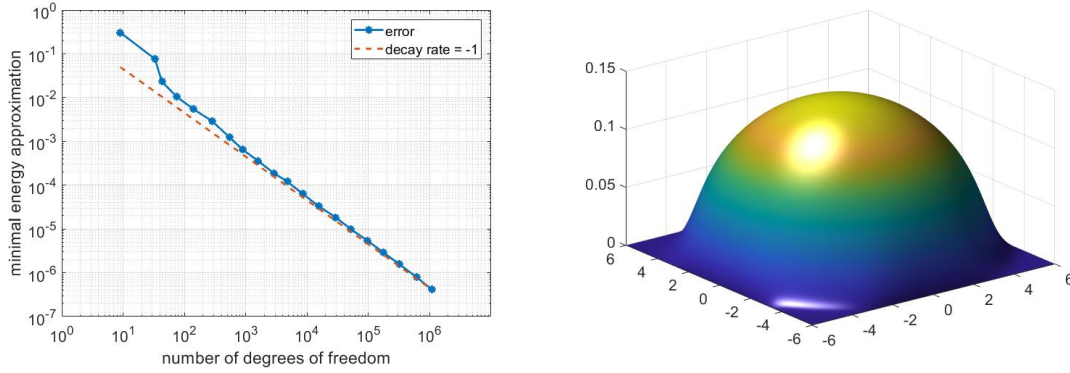 10^0
10^-1
10^-2
10^-3
10^-4
10^-5
10^-6
10^-7
minimal energy approximation
error
decay rate = -1
10^0 10^1 10^2 10^3 10^4 10^5 10^6
number of degrees of freedom
0.15
0.1
0.05
0
6 4 2 0 -2 -4 -6
-6 -4 -2 0 2 4 6